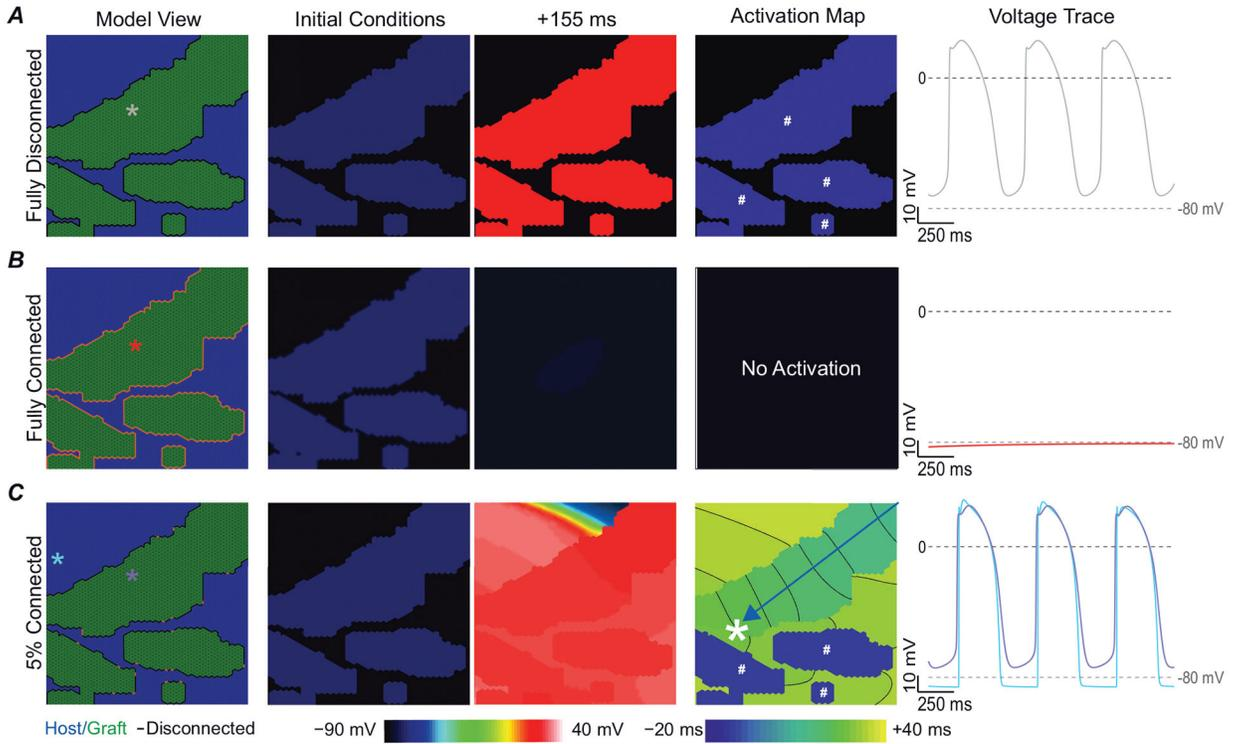 A Model View Initial Conditions +155 ms Activation Map Voltage Trace
Fully Disconnected
*
#
#
#
#
0
-80 mV
10 mV
250 ms
B
Fully Connected
*
No Activation
0
-80 mV
10 mV
250 ms
C
5% Connected
*
*
*
#
#
#
0
-80 mV
10 mV
250 ms
Host/Graft -Disconnected −90 mV 40 mV −20 ms +40 ms